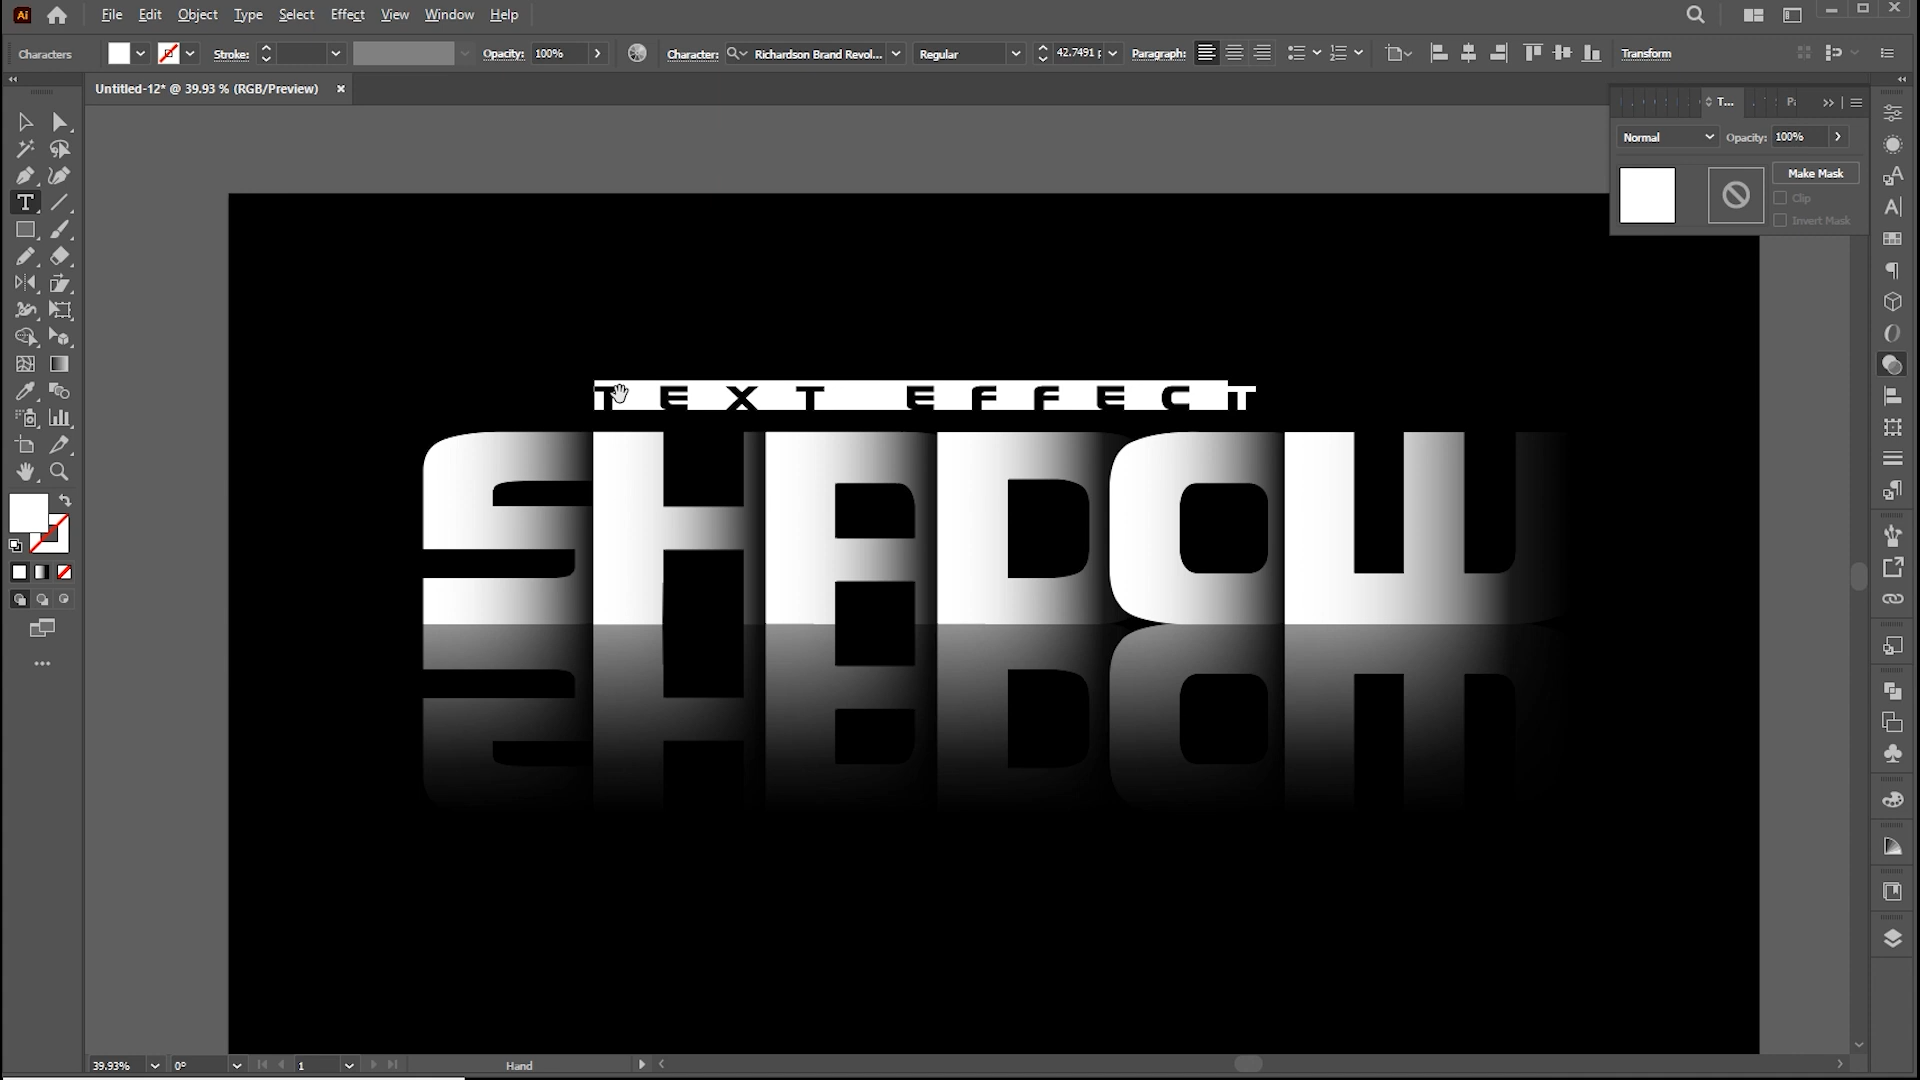 Ai File Edit Object Type Select Effect View Window Help
Characters Stroke: Opacity: 100% Character: Richardson Brand Revol... Regular 42.7491 Paragraph: Transform
Untitled-12* @ 39.93 % (RGB/Preview)
T...
Normal Opacity: 100%
Make Mask
Clip
Invert Mask
TEXT EFFECT
SHADOW
39.93% 0° 1 Hand